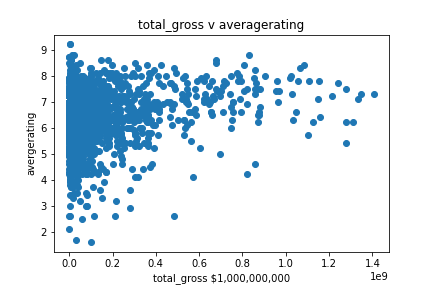 total_gross v averagerating
9
8
7
6
5
4
3
2
avergerating
0.0 0.2 0.4 0.6 0.8 1.0 1.2 1.4
1e9
total_gross $1,000,000,000